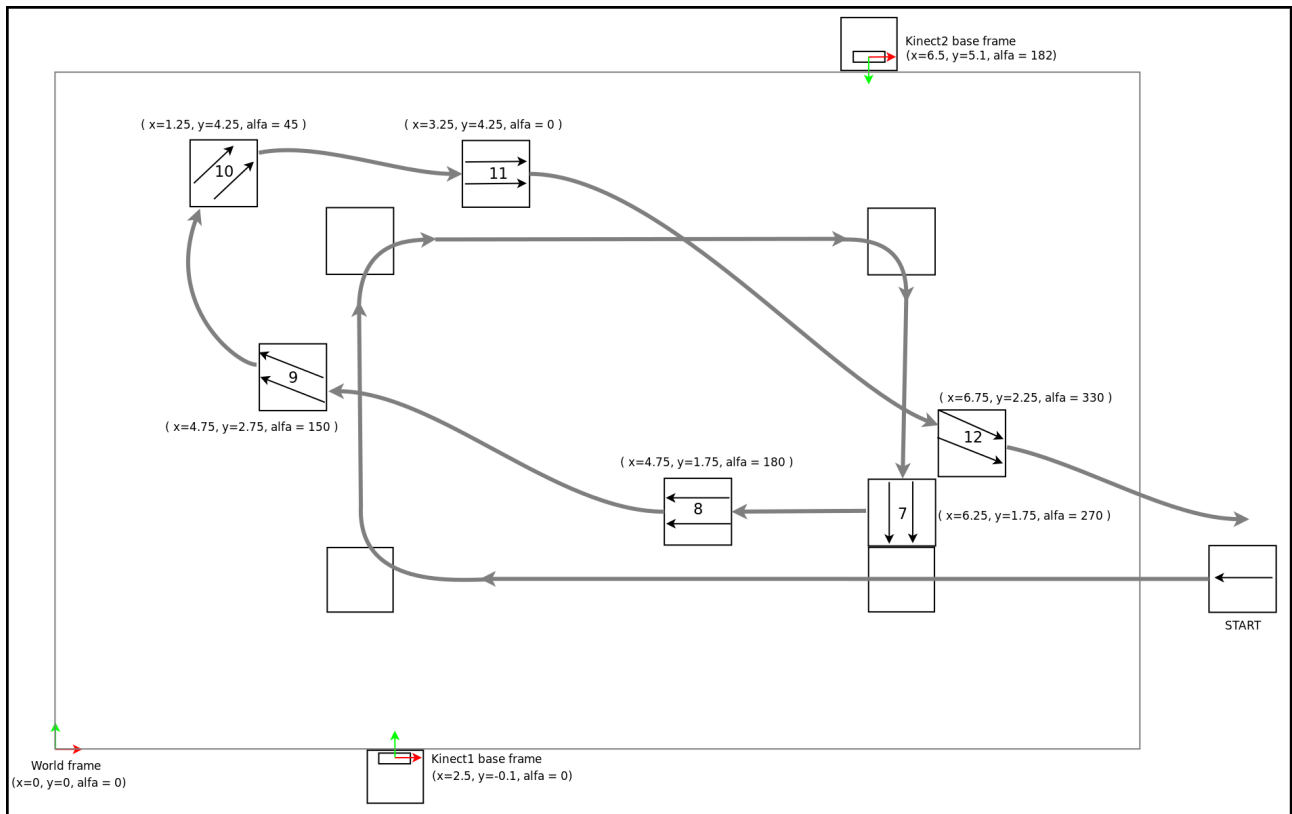 Kinect2 base frame
(x=6.5, y=5.1, alfa = 182)
( x=1.25, y=4.25, alfa = 45 )
( x=3.25, y=4.25, alfa = 0 )
10
11
9
( x=4.75, y=2.75, alfa = 150 )
( x=6.75, y=2.25, alfa = 330 )
12
( x=4.75, y=1.75, alfa = 180 )
8
7
( x=6.25, y=1.75, alfa = 270 )
START
World frame
(x=0, y=0, alfa = 0)
Kinect1 base frame
(x=2.5, y=-0.1, alfa = 0)